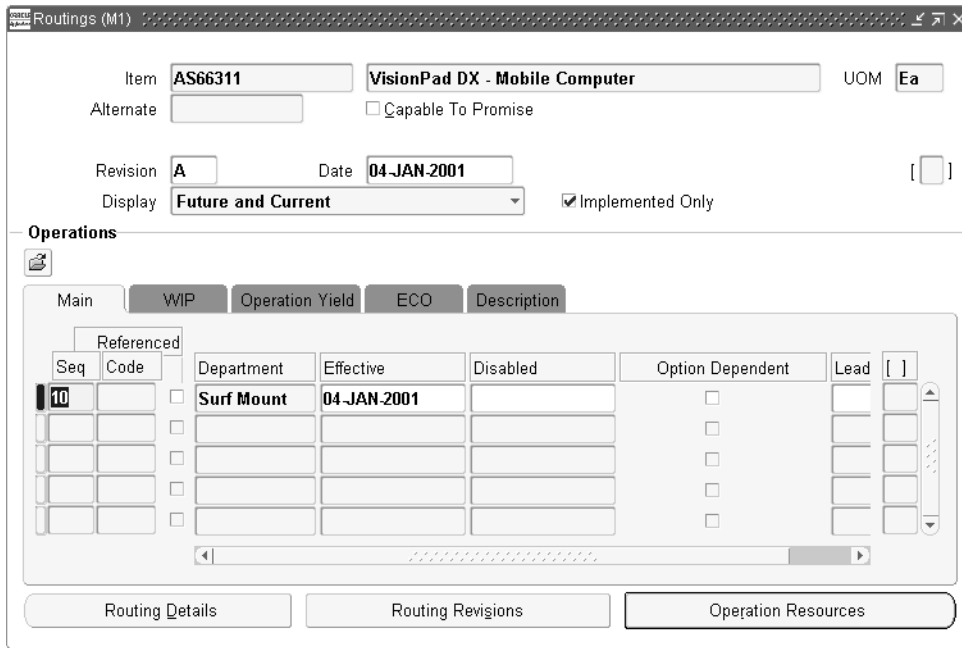 Routings (M1)
Item AS66311 VisionPad DX - Mobile Computer UOM Ea
Alternate Capable To Promise
Revision A Date 04-JAN-2001 [ ]
Display Future and Current Implemented Only
Operations
Main WIP Operation Yield ECO Description
Referenced
Seq Code Department Effective Disabled Option Dependent Lead [ ]
10 Surf Mount 04-JAN-2001
Routing Details Routing Revisions Operation Resources